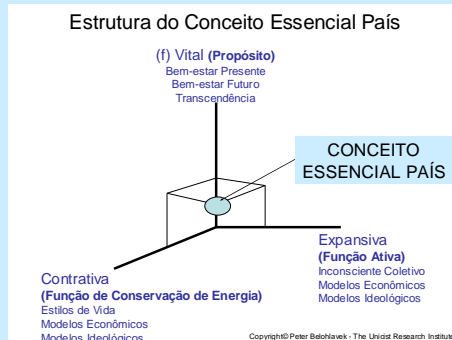 Estrutura do Conceito Essencial País
(f) Vital (Propósito)
Bem-estar Presente
Bem-estar Futuro
Transcendência
CONCEITO
ESSENCIAL PAÍS
Expansiva
(Função Ativa)
Inconsciente Coletivo
Modelos Econômicos
Modelos Ideológicos
Contrativa
(Função de Conservação de Energia)
Estilos de Vida
Modelos Econômicos
Modelos Ideológicos
Copyright© Peter Belohlavek - The Unicist Research Institute